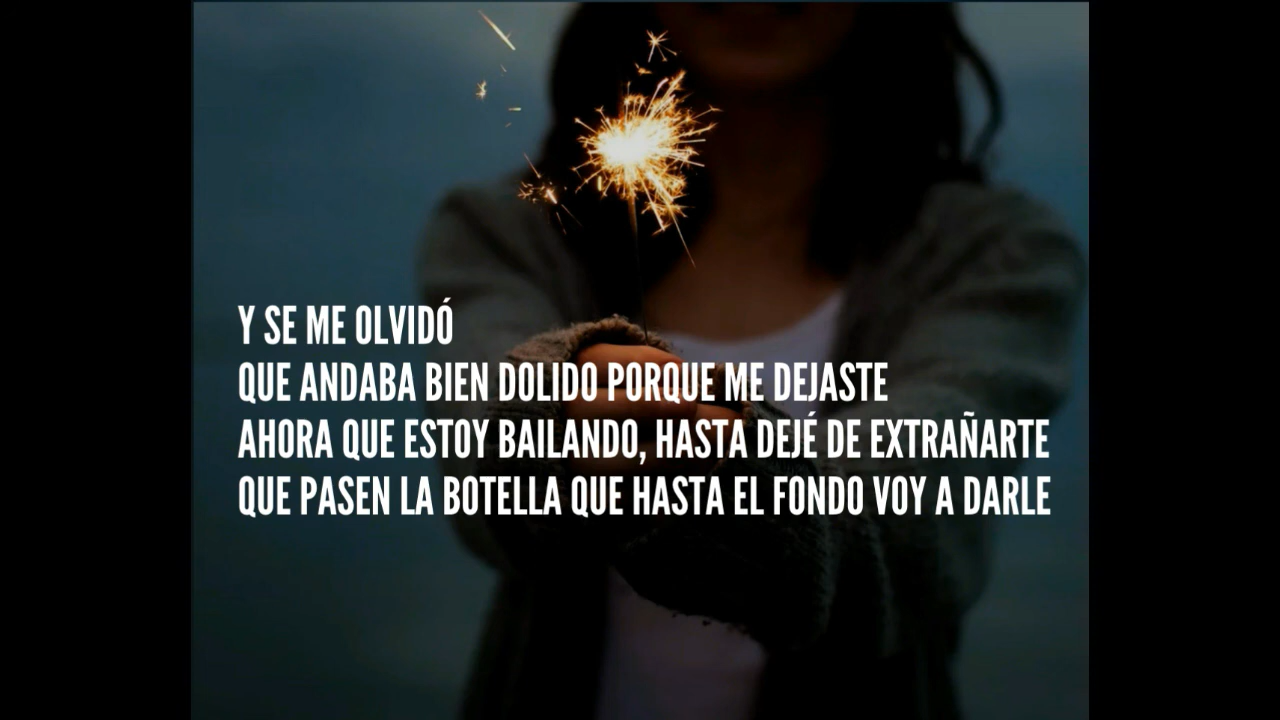 Y SE ME OLVIDÓ
QUE ANDABA BIEN DOLIDO PORQUE ME DEJASTE
AHORA QUE ESTOY BAILANDO, HASTA DEJÉ DE EXTRAÑARTE
QUE PASEN LA BOTELLA QUE HASTA EL FONDO VOY A DARLE